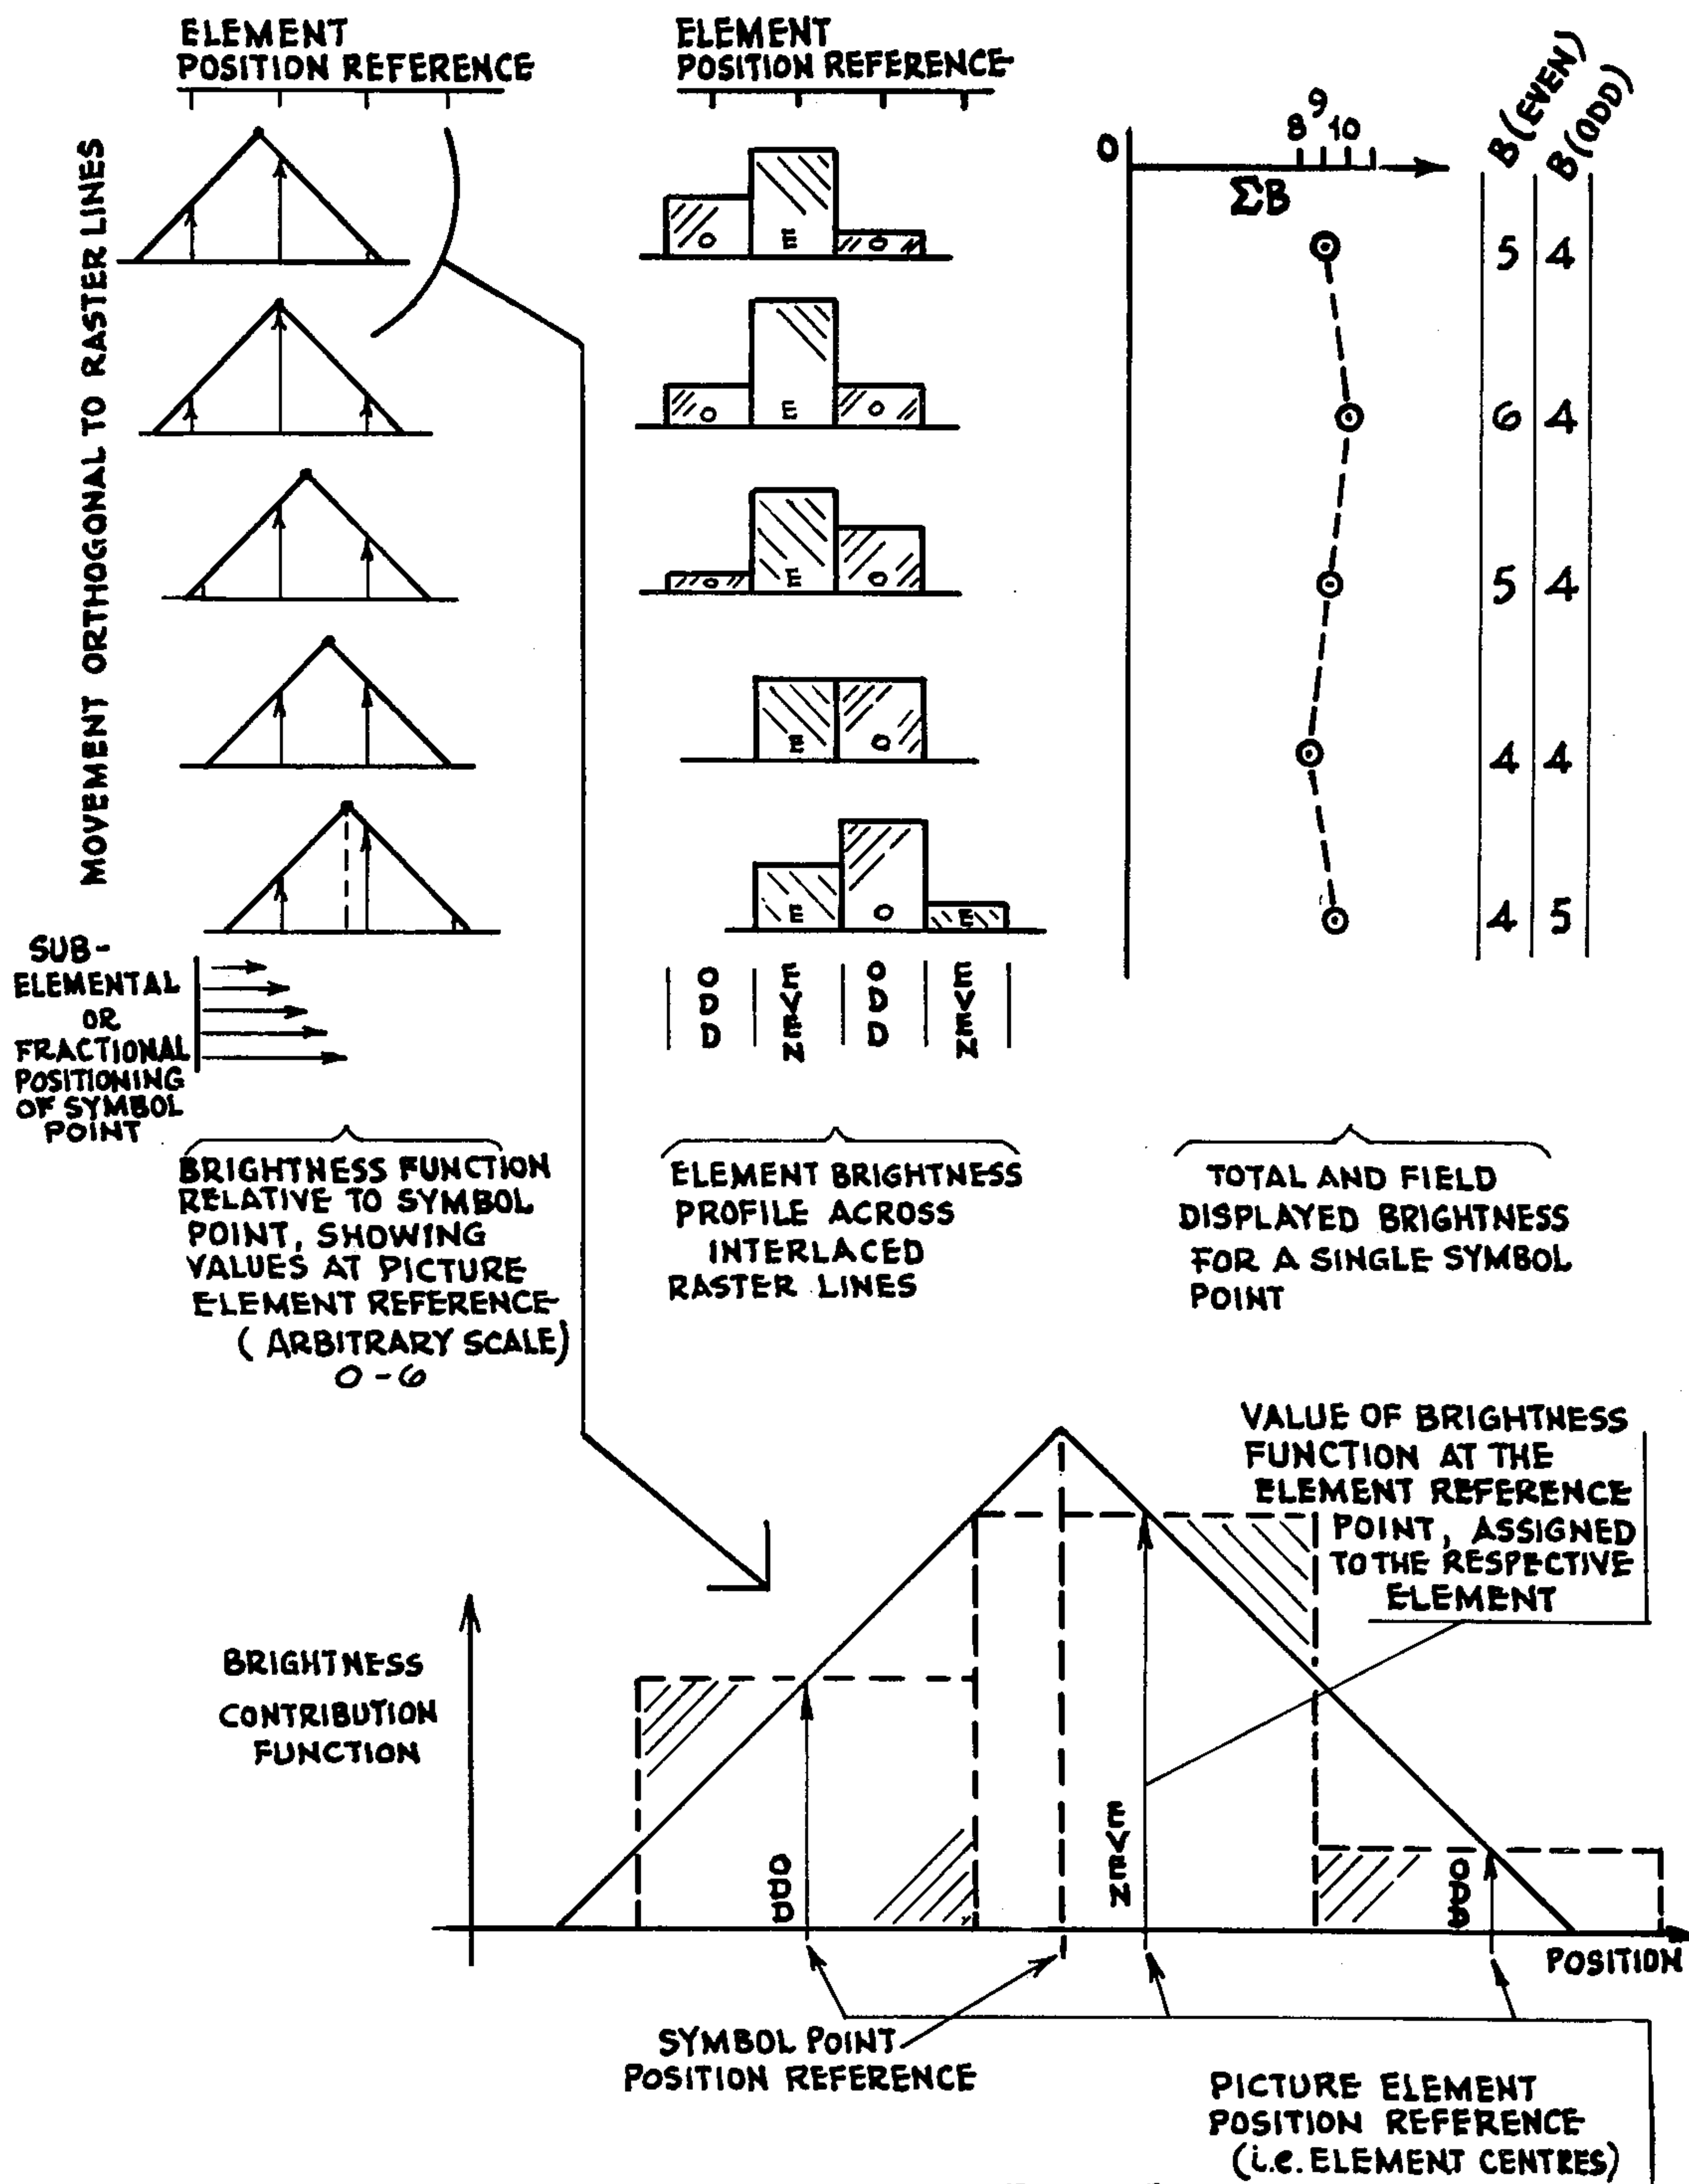 ELEMENT
POSITION REFERENCE
ELEMENT
POSITION REFERENCE
MOVEMENT ORTHOGONAL TO RASTER LINES
0
8 9 10
ΣB
B (EVEN)
B (ODD)
O E O
5 4
O E O
6 4
O E O
5 4
E O
4 4
E O E
4 5
ODD EVEN ODD EVEN
SUB-
ELEMENTAL
OR
FRACTIONAL
POSITIONING
OF SYMBOL
POINT
BRIGHTNESS FUNCTION
RELATIVE TO SYMBOL
POINT, SHOWING
VALUES AT PICTURE
ELEMENT REFERENCE
( ARBITRARY SCALE)
0 - 6
ELEMENT BRIGHTNESS
PROFILE ACROSS
INTERLACED
RASTER LINES
TOTAL AND FIELD
DISPLAYED BRIGHTNESS
FOR A SINGLE SYMBOL
POINT
VALUE OF BRIGHTNESS
FUNCTION AT THE
ELEMENT REFERENCE
POINT, ASSIGNED
TO THE RESPECTIVE
ELEMENT
BRIGHTNESS
CONTRIBUTION
FUNCTION
ODD
EVEN
ODD
POSITION
SYMBOL POINT
POSITION REFERENCE
PICTURE ELEMENT
POSITION REFERENCE
(i.e. ELEMENT CENTRES)